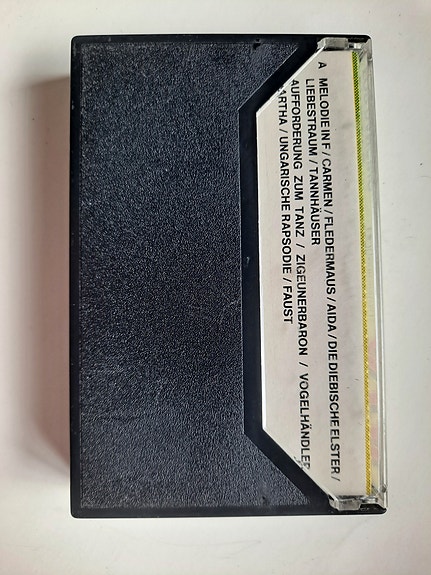 A MELODIE IN F / CARMEN / FLEDERMAUS / AIDA / DIE DIEBISCHE ELSTER /
LIEBESTRAUM / TANNHÄUSER
AUFFORDERUNG ZUM TANZ / ZIGEUNERBARON / VOGELHÄNDLER
ARTHA / UNGARISCHE RAPSODIE / FAUST